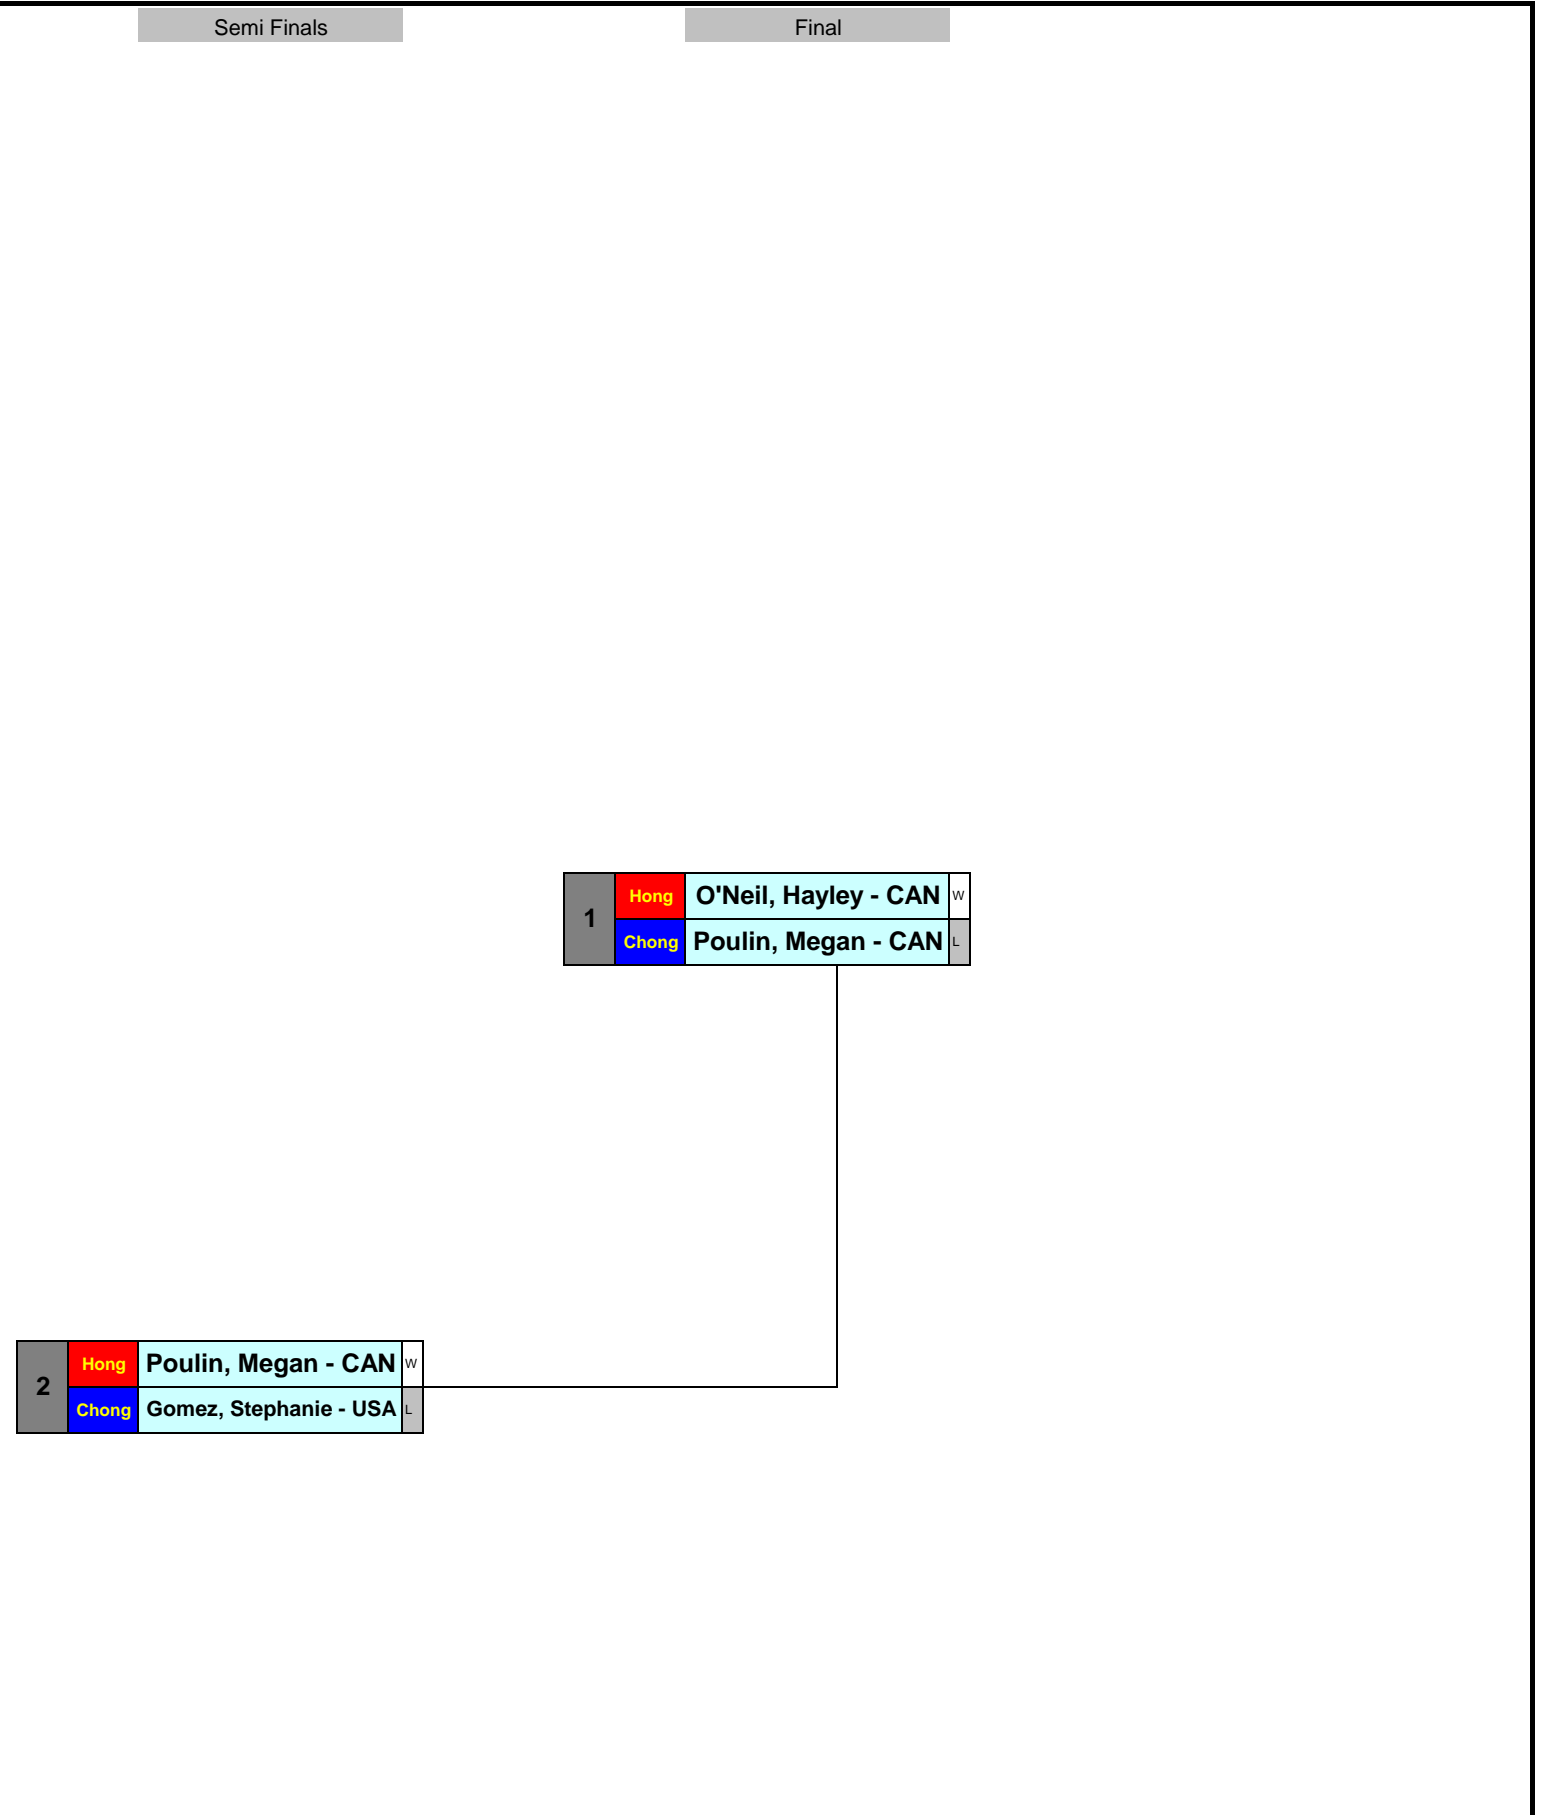 Semi Finals Final
1 Hong O'Neil, Hayley - CAN W
Chong Poulin, Megan - CAN L
2 Hong Poulin, Megan - CAN W
Chong Gomez, Stephanie - USA L